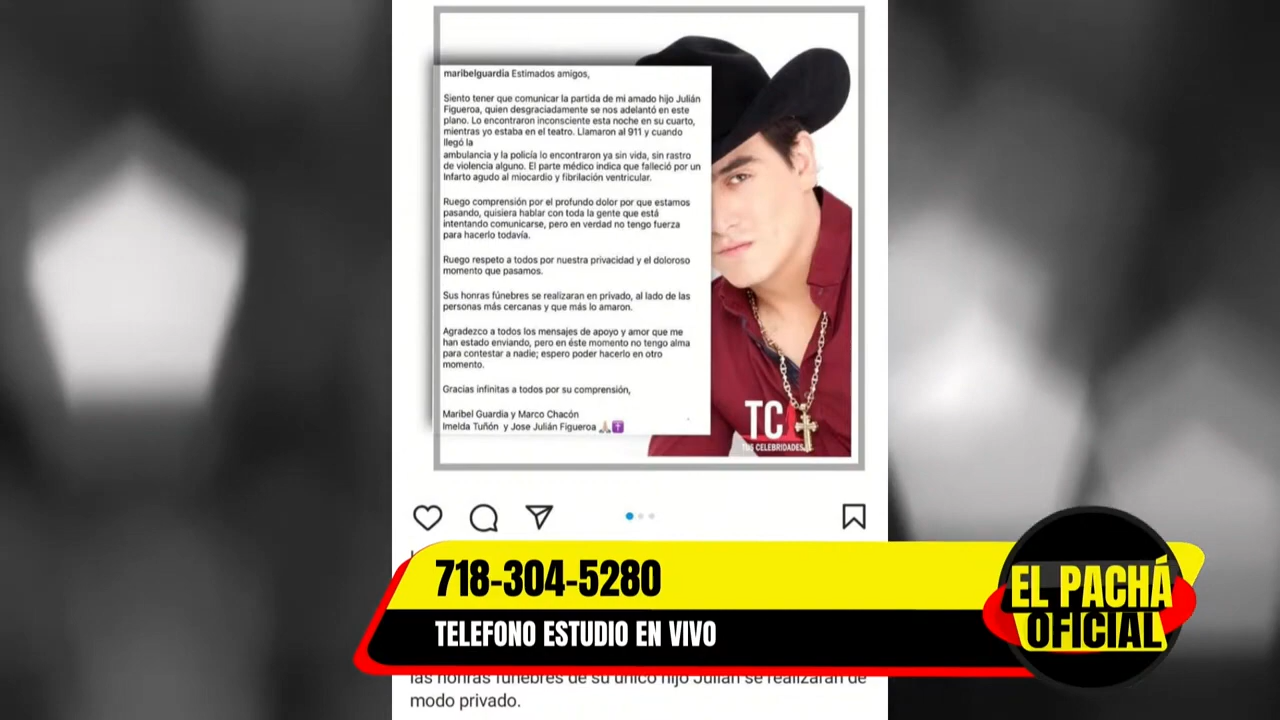 maribelguardia Estimados amigos,
Siento tener que comunicar la partida de mi amado hijo Julián
Figueroa, quien desgraciadamente se nos adelantó en este
plano. Lo encontraron inconsciente esta noche en su cuarto,
mientras yo estaba en el teatro. Llamaron al 911 y cuando
llegó la
ambulancia y la policía lo encontraron ya sin vida, sin rastro
de violencia alguno. El parte médico indica que falleció por un
Infarto agudo al miocardio y fibrilación ventricular.
Ruego comprensión por el profundo dolor por que estamos
pasando, quisiera hablar con toda la gente que está
intentando comunicarse, pero en verdad no tengo fuerza
para hacerlo todavía.
Ruego respeto a todos por nuestra privacidad y el doloroso
momento que pasamos.
Sus honras fúnebres se realizaran en privado, al lado de las
personas más cercanas y que más lo amaron.
Agradezco a todos los mensajes de apoyo y amor que me
han estado enviando, pero en éste momento no tengo alma
para contestar a nadie; espero poder hacerlo en otro
momento.
Gracias infinitas a todos por su comprensión,
Maribel Guardia y Marco Chacón
Imelda Tuñón y Jose Julián Figueroa 🙏🏼✝️
TC
TUS CELEBRIDADES
718-304-5280
TELEFONO ESTUDIO EN VIVO
EL PACHÁ
OFICIAL
las honras fúnebres de su único hijo Julián se realizarán de
modo privado.